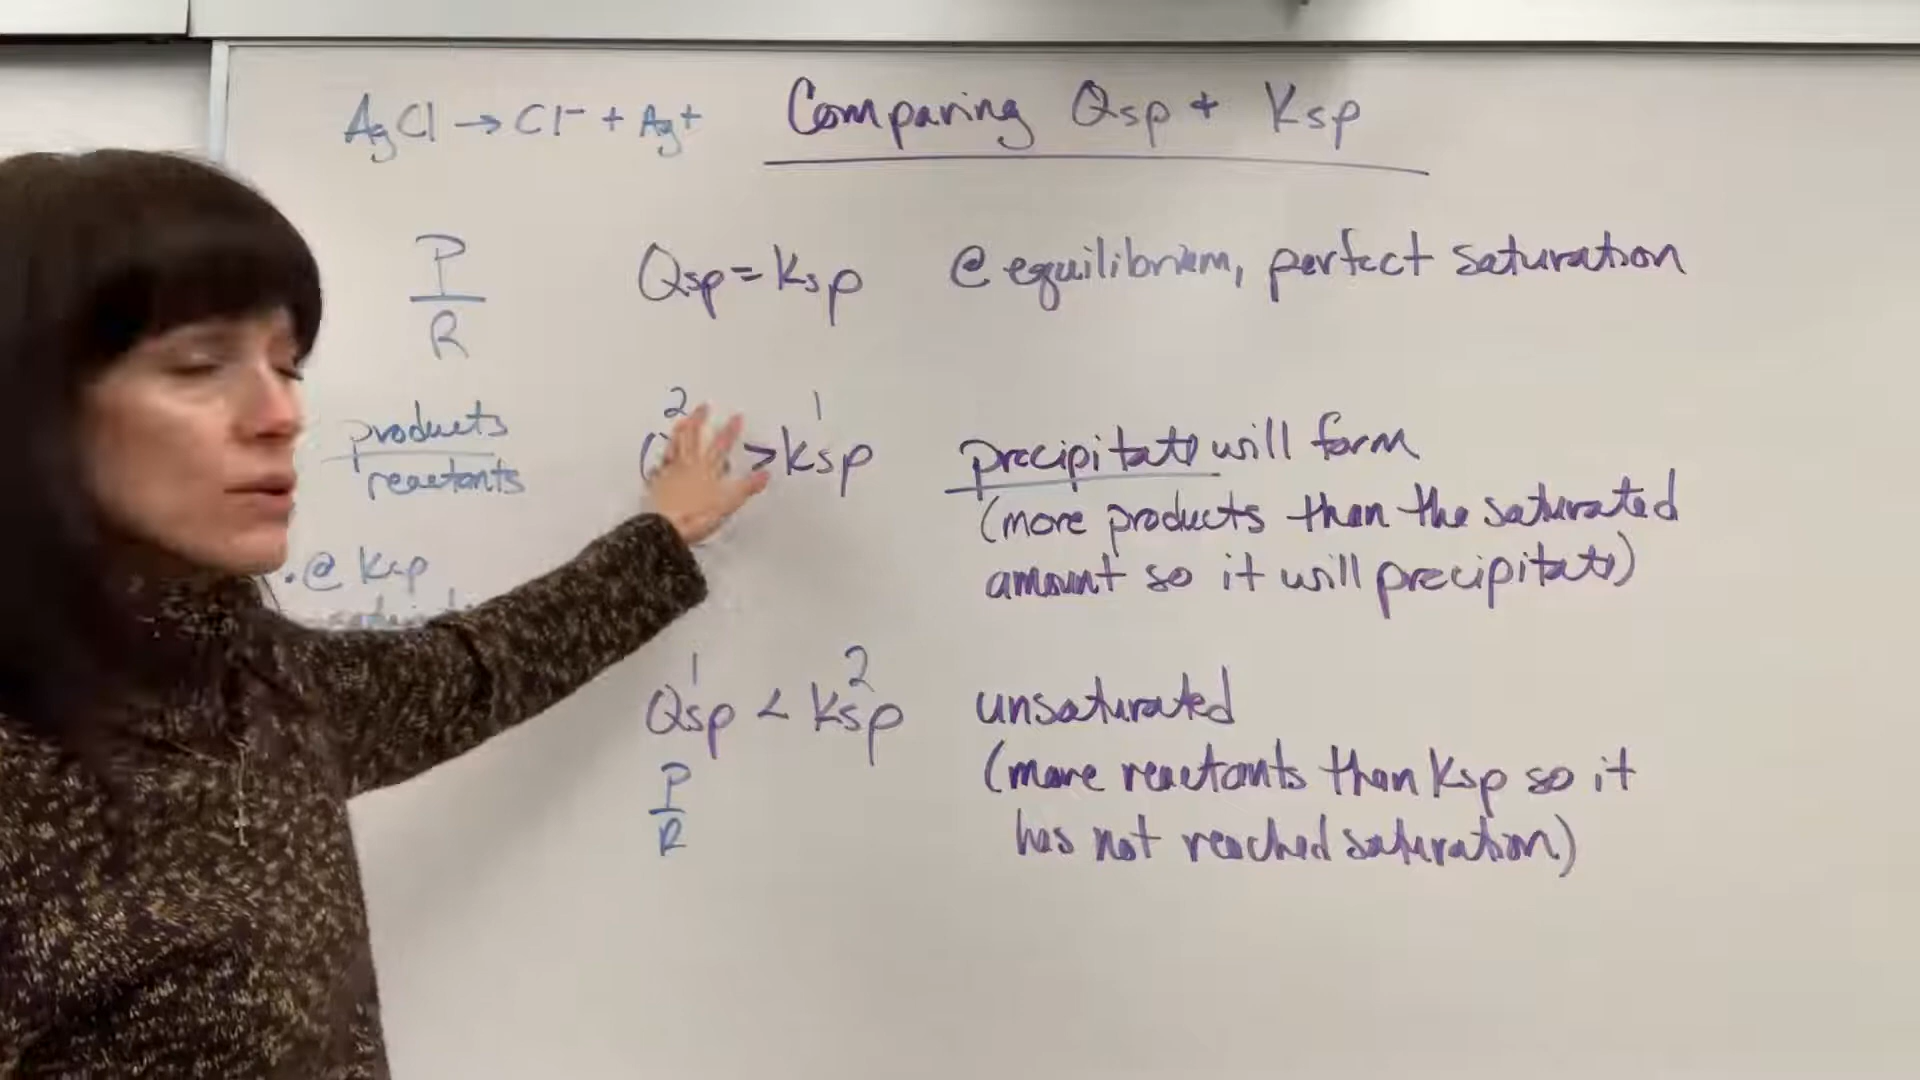 AgCl → Cl⁻ + Ag⁺
Comparing Qsp + Ksp
P
R
Qsp = Ksp
@ equilibrium, perfect saturation
products
reactants
2
1
> Ksp
precipitate will form
(more products than the saturated
amount so it will precipitate)
. @ Ksp
1
2
Qsp < Ksp
P
R
unsaturated
(more reactants than Ksp so it
has not reached saturation)